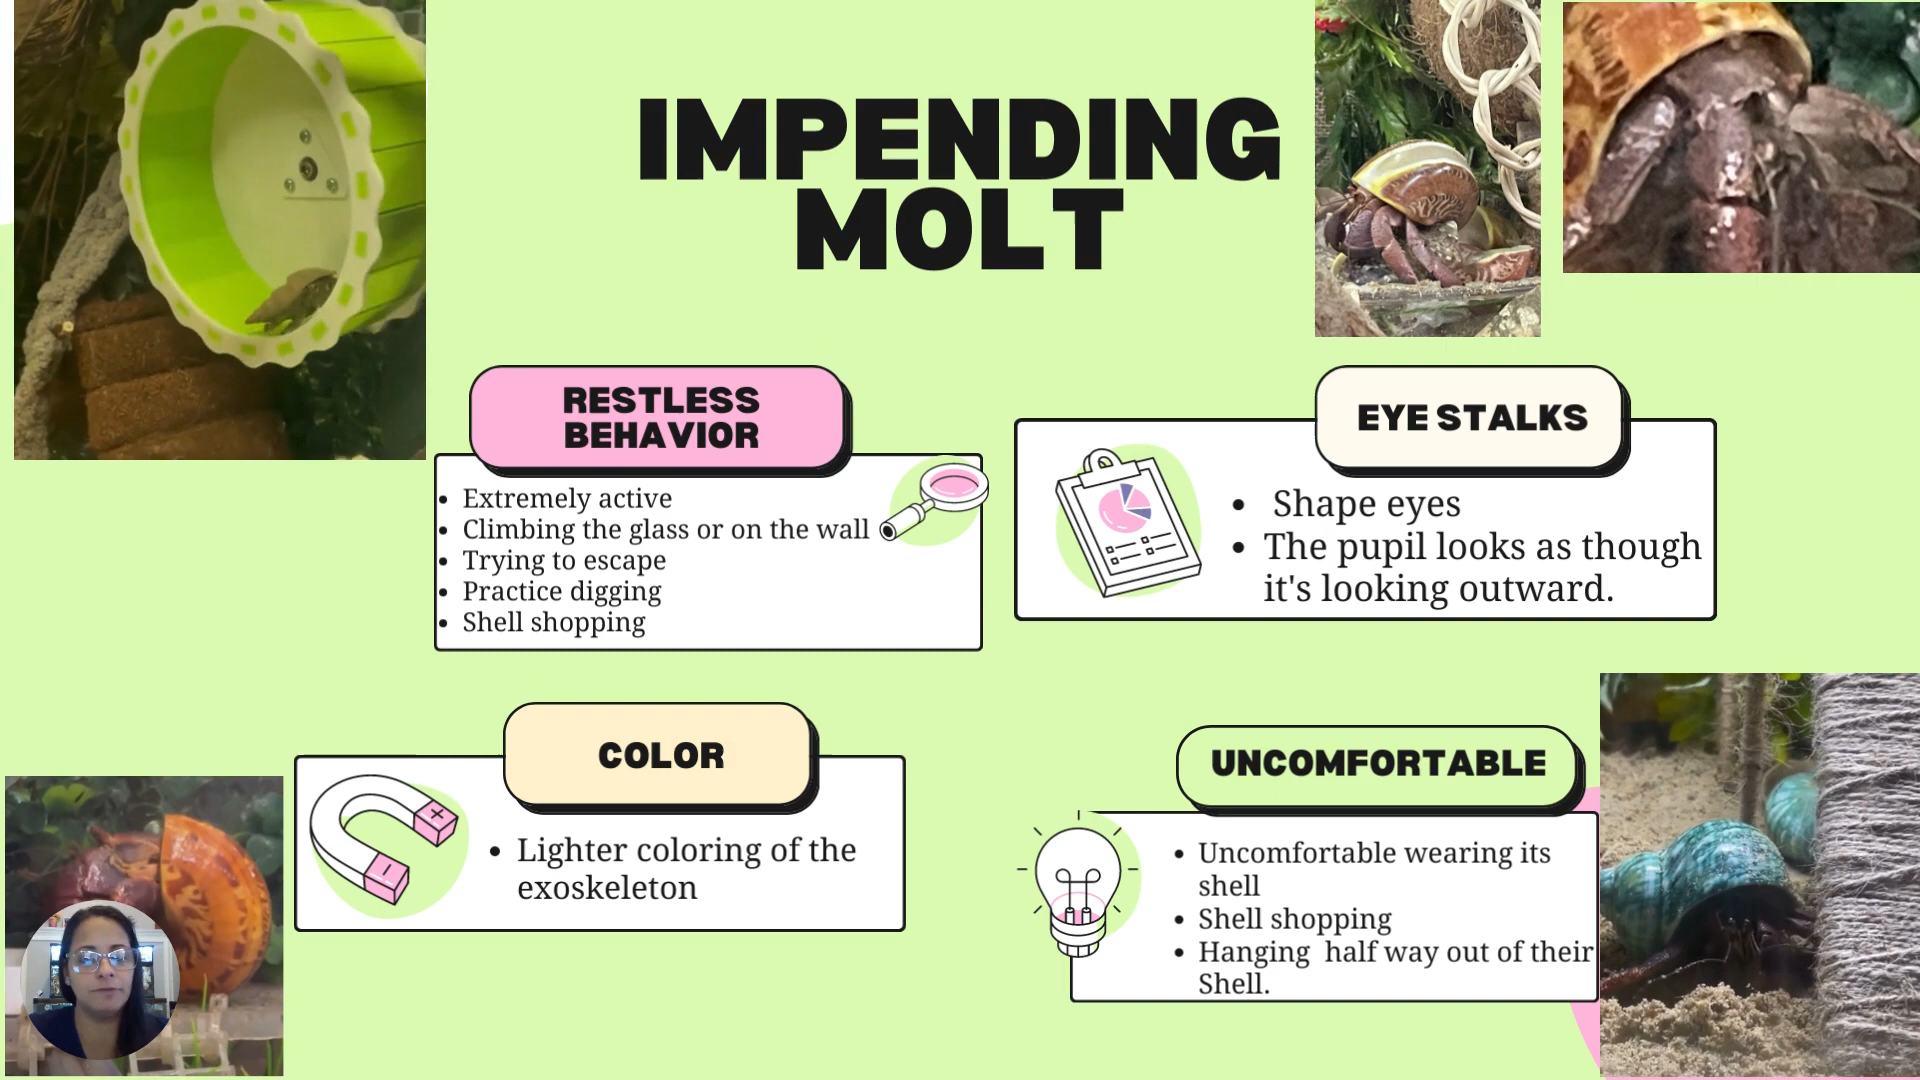 IMPENDING
MOLT
RESTLESS
BEHAVIOR
• Extremely active
• Climbing the glass or on the wall
• Trying to escape
• Practice digging
• Shell shopping
EYE STALKS
• Shape eyes
• The pupil looks as though
it's looking outward.
COLOR
• Lighter coloring of the
exoskeleton
UNCOMFORTABLE
• Uncomfortable wearing its
shell
• Shell shopping
• Hanging  half way out of their
Shell.